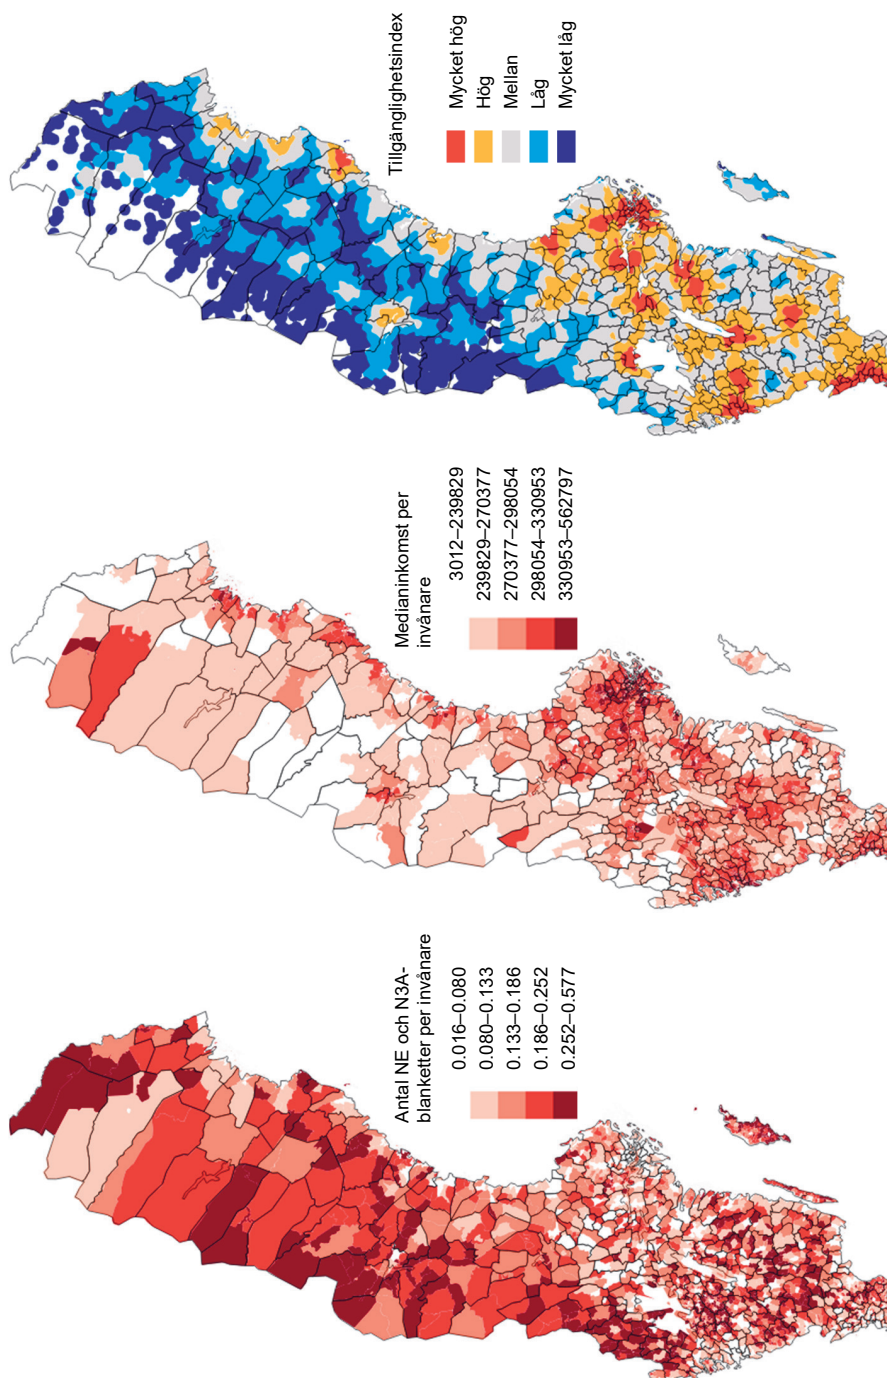 Antal NE och N3A-
blanketter per invånare
0.016–0.080
0.080–0.133
0.133–0.186
0.186–0.252
0.252–0.577
Medianinkomst per
invånare
3012–239829
239829–270377
270377–298054
298054–330953
330953–562797
Tillgänglighetsindex
Mycket hög
Hög
Mellan
Låg
Mycket låg